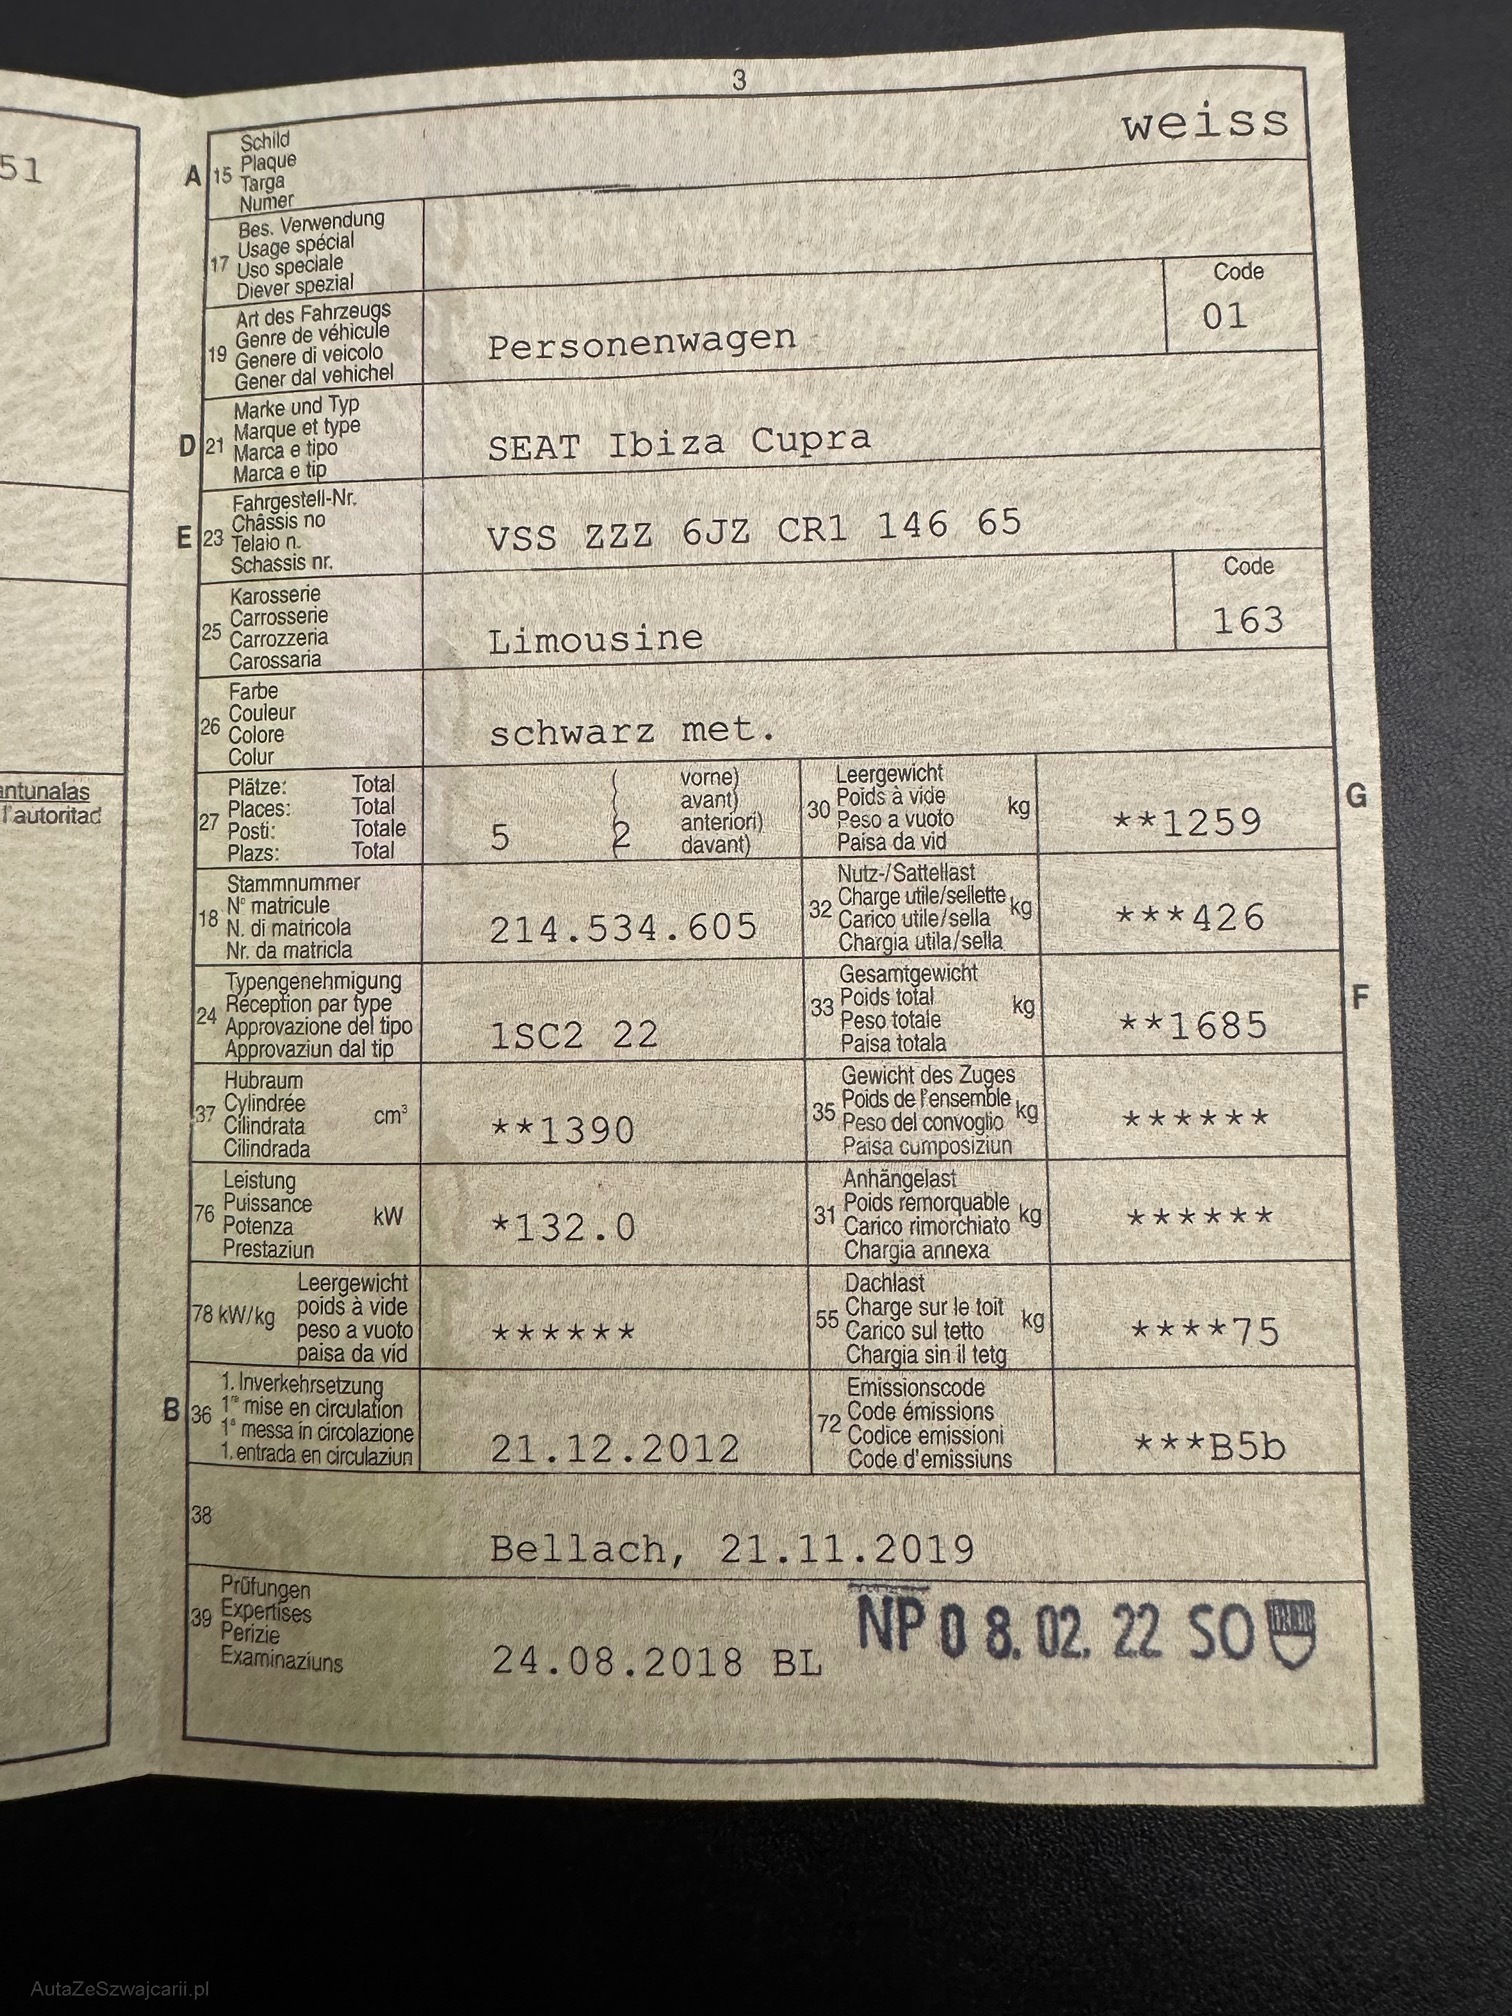 3
51
A 15 Schild weiss
Plaque
Targa
Numer
17 Bes. Verwendung
Usage spécial
Uso speciale
Diever spezial
19 Art des Fahrzeugs
Genre de véhicule
Genere di veicolo
Gener dal vehichel
Personenwagen
Code
01
D 21 Marke und Typ
Marque et type
Marca e tipo
Marca e tip
SEAT Ibiza Cupra
E 23 Fahrgestell-Nr.
Châssis no
Telaio n.
Schassis nr.
VSS ZZZ 6JZ CR1 146 65
25 Karosserie
Carrosserie
Carrozzeria
Carossaria
Limousine
Code
163
26 Farbe
Couleur
Colore
Colur
schwarz met.
antunalas
l'autoritad
27 Plätze: Total
Places: Total
Posti: Totale
Plazs: Total
5 ( 2 vorne)
avant)
anteriori)
davant)
30 Leergewicht
Poids à vide kg
Peso a vuoto
Paisa da vid
**1259
G
18 Stammnummer
N° matricule
N. di matricola
Nr. da matricla
214.534.605
32 Nutz-/Sattellast
Charge utile/sellette kg
Carico utile/sella
Chargia utila/sella
***426
24 Typengenehmigung
Réception par type
Approvazione del tipo
Approvaziun dal tip
1SC2 22
33 Gesamtgewicht
Poids total kg
Peso totale
Paisa totala
**1685
F
37 Hubraum
Cylindrée cm³
Cilindrata
Cilindrada
**1390
35 Gewicht des Zuges
Poids de l'ensemble kg
Peso del convoglio
Paisa cumposiziun
******
76 Leistung
Puissance kW
Potenza
Prestaziun
*132.0
31 Anhängelast
Poids remorquable kg
Carico rimorchiato
Chargia annexa
******
78 kW/kg Leergewicht
poids à vide
peso a vuoto
paisa da vid
******
55 Dachlast
Charge sur le toit kg
Carico sul tetto
Chargia sin il tetg
****75
B 36 1. Inverkehrsetzung
1re mise en circulation
1a messa in circolazione
1. entrada en circulaziun
21.12.2012
72 Emissionscode
Code émissions
Codice emissioni
Code d'emissiuns
***B5b
38
Bellach, 21.11.2019
39 Prüfungen
Expertises
Perizie
Examinaziuns
24.08.2018 BL
NP 08. 02. 22 SO
AutaZeSzwajcarii.pl